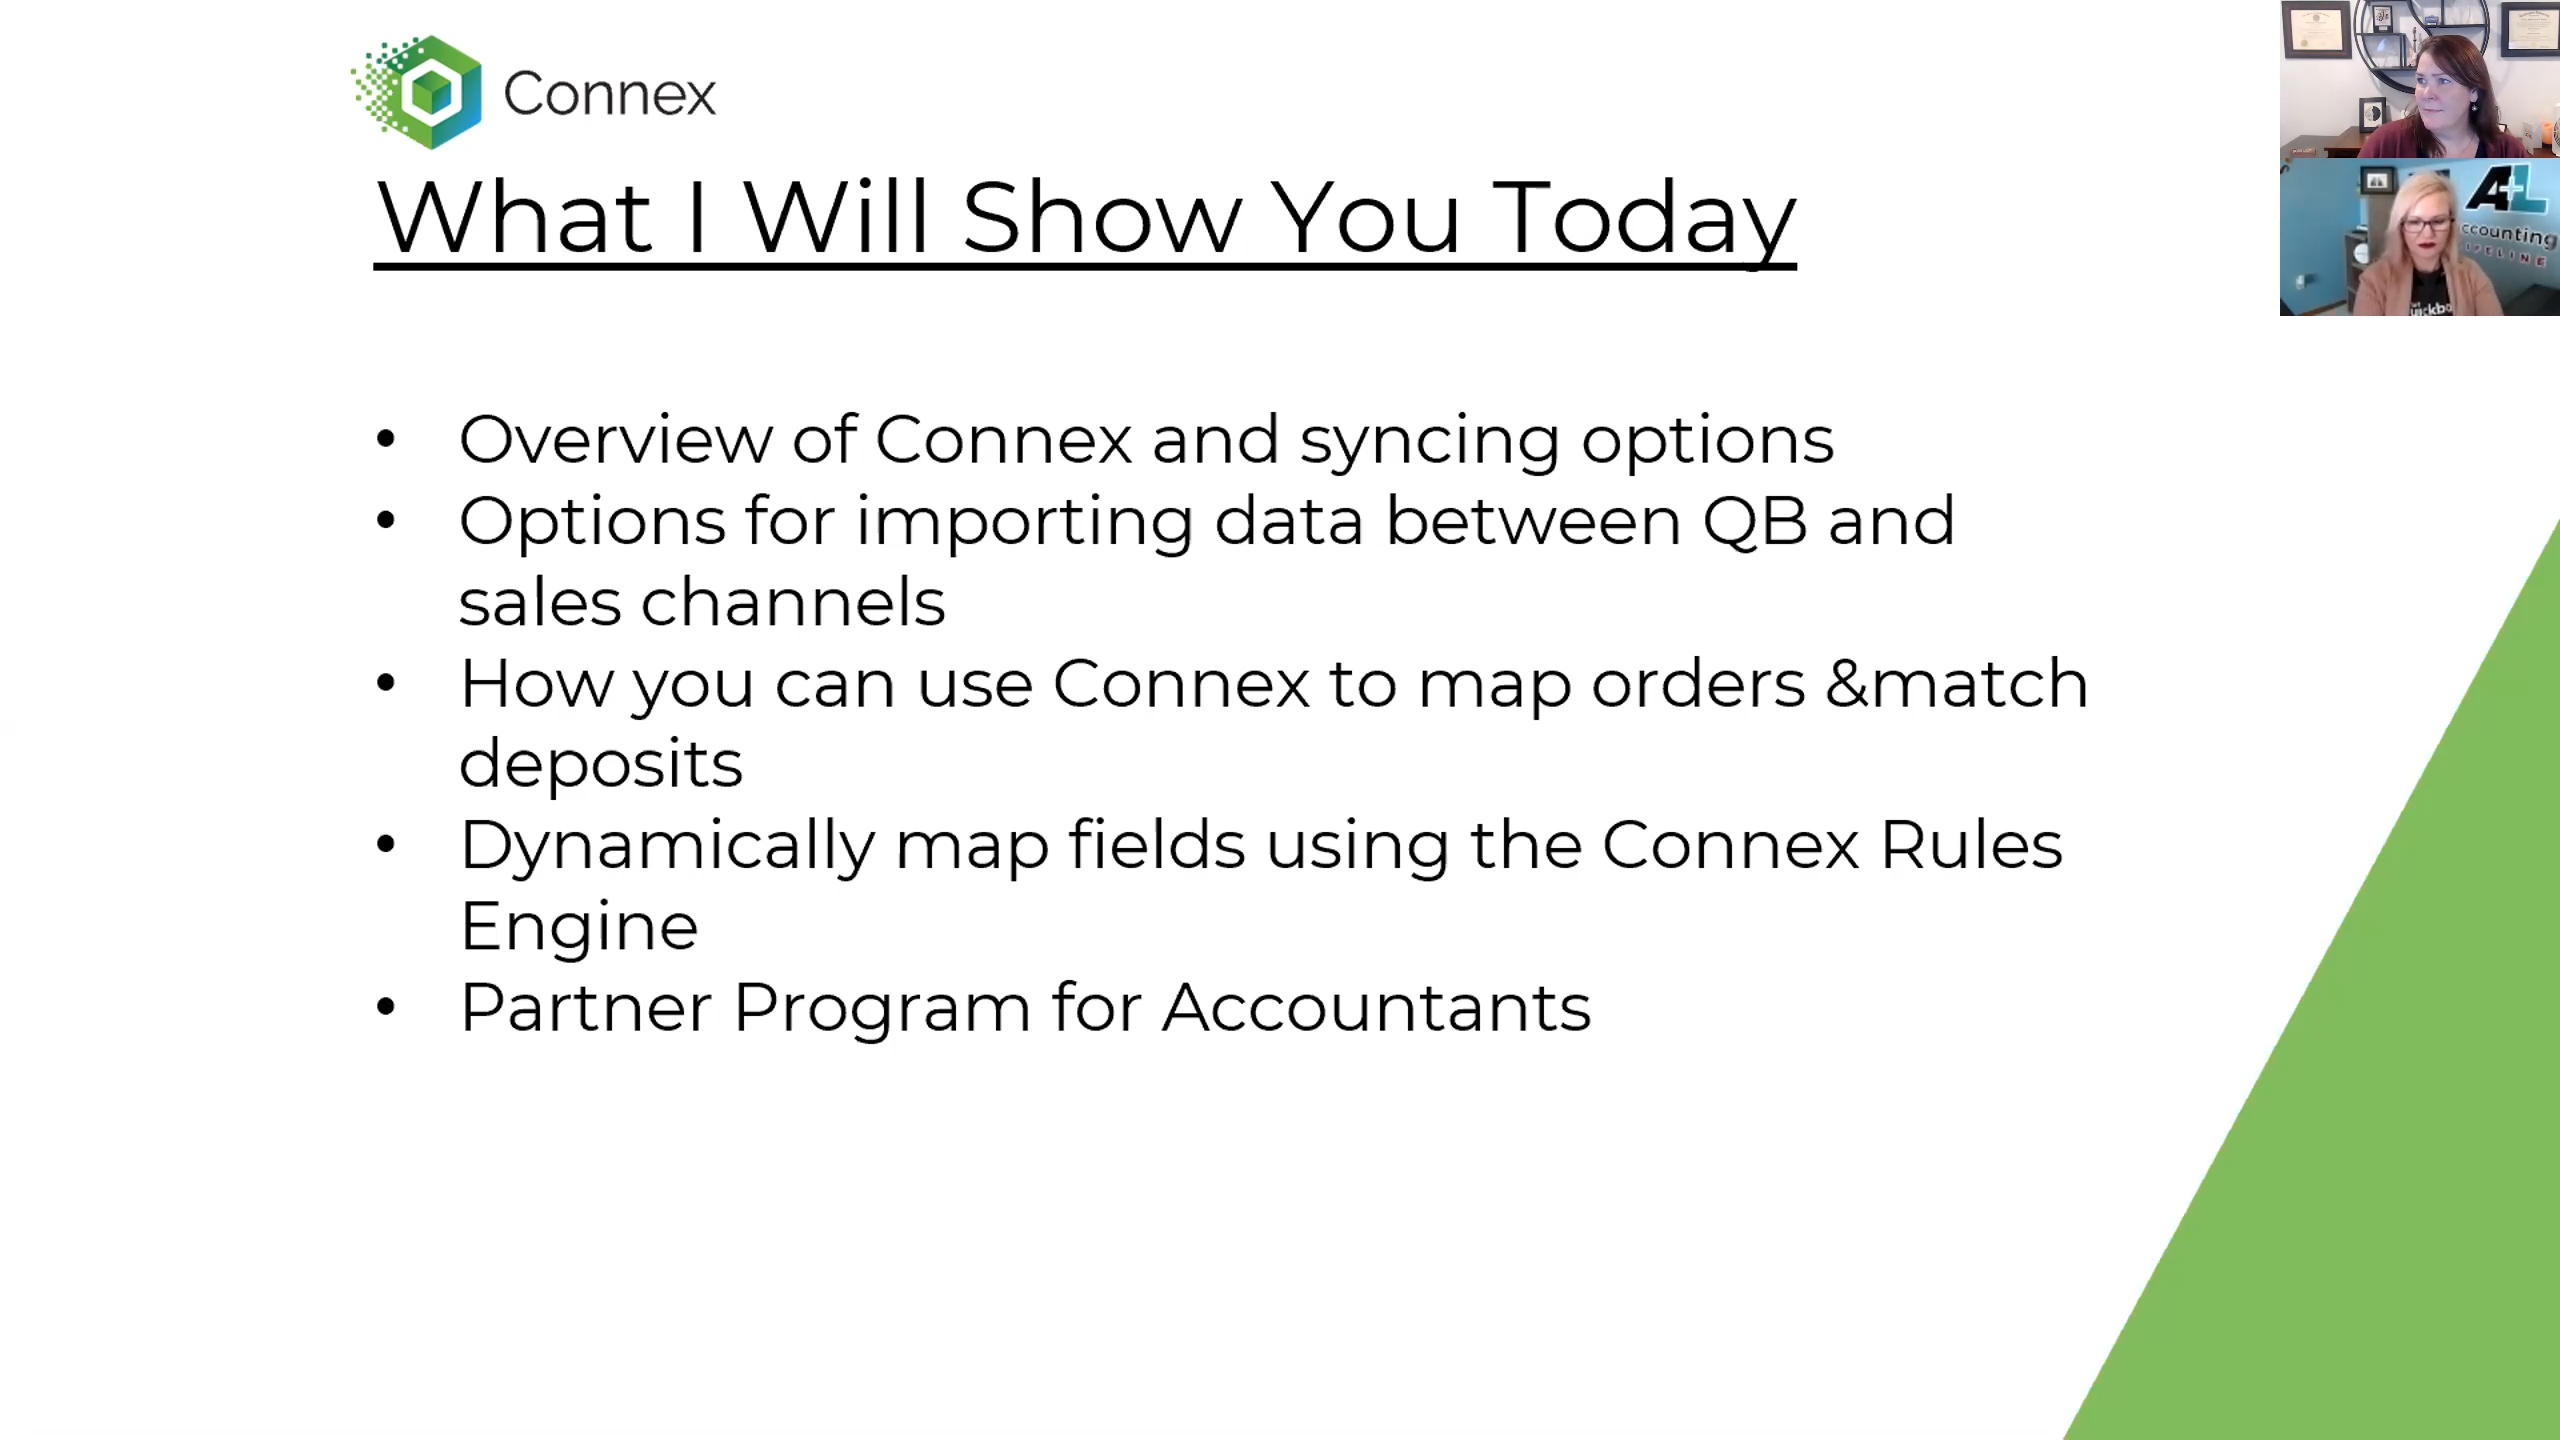 Connex
What I Will Show You Today
• Overview of Connex and syncing options
• Options for importing data between QB and
sales channels
• How you can use Connex to map orders &match
deposits
• Dynamically map fields using the Connex Rules
Engine
• Partner Program for Accountants
A+L
ccounting